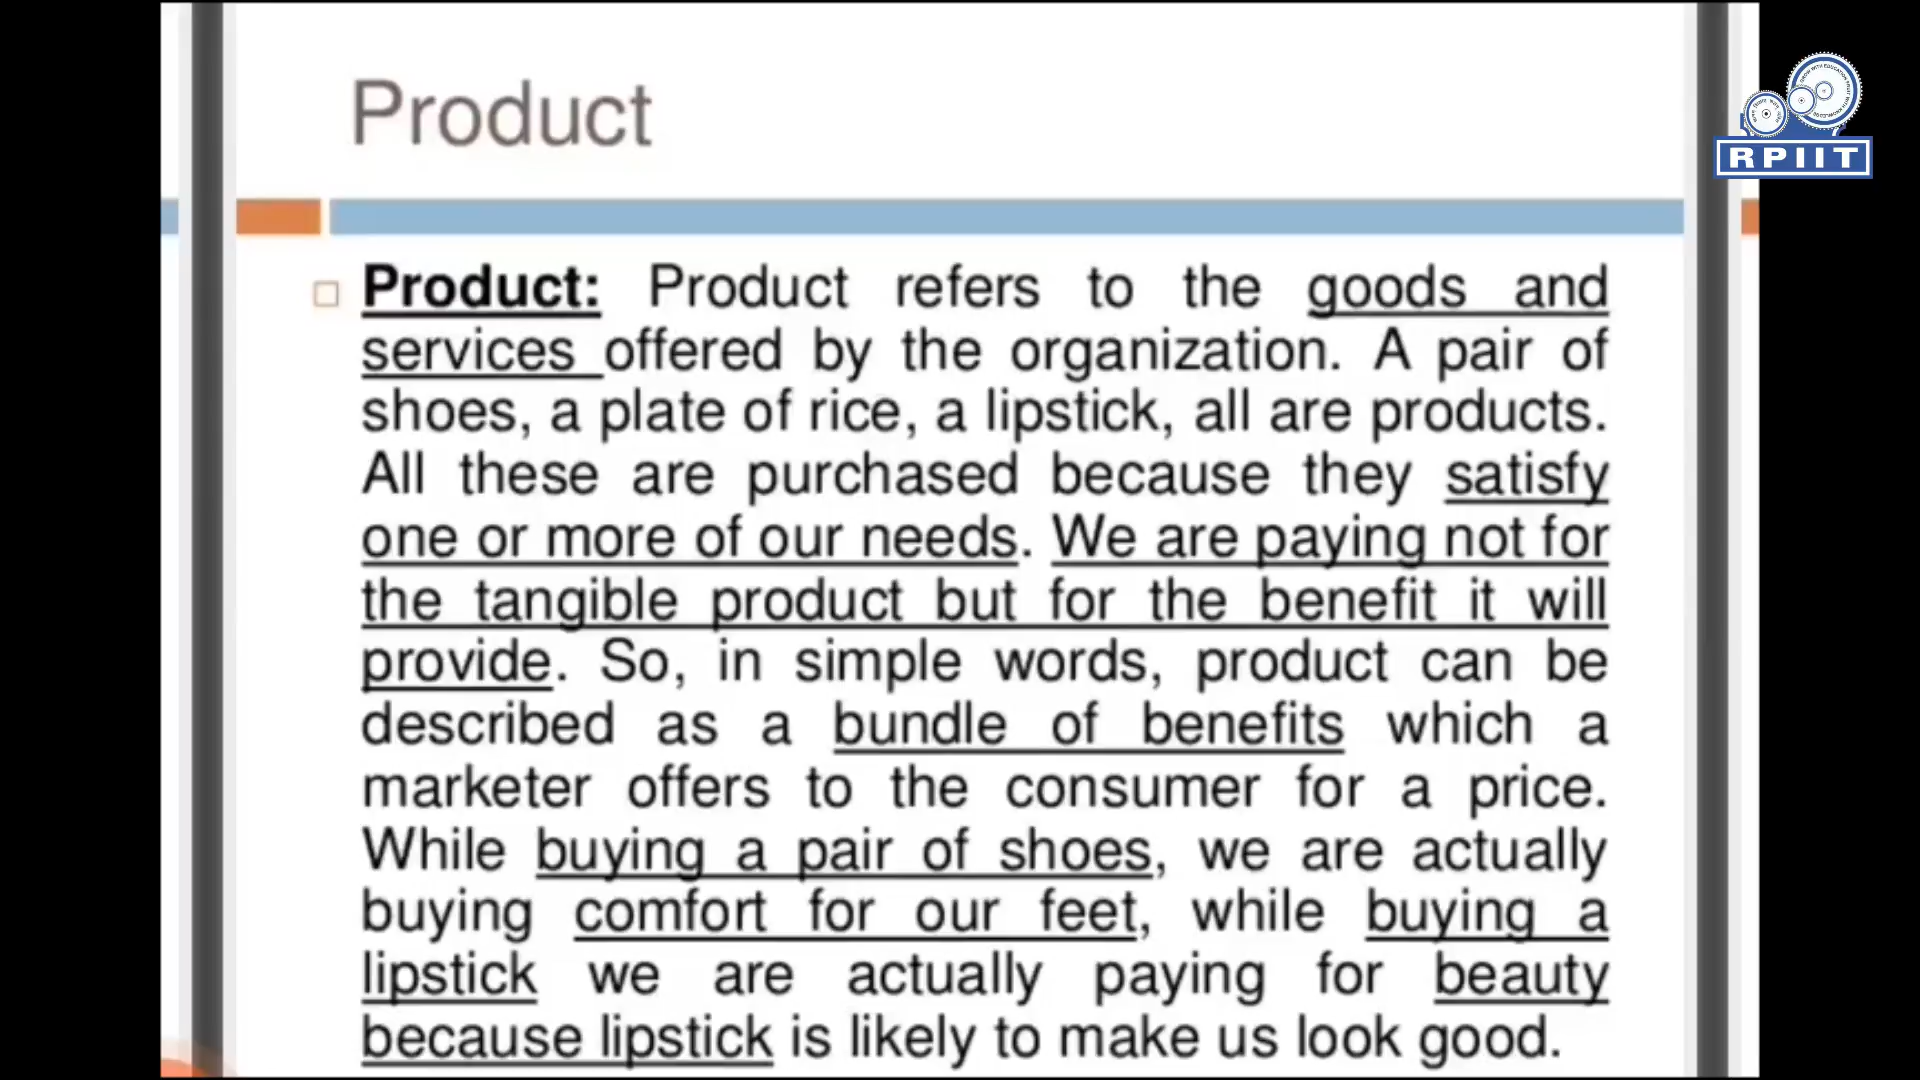 Product
RPIIT
Product: Product refers to the goods and
services offered by the organization. A pair of
shoes, a plate of rice, a lipstick, all are products.
All these are purchased because they satisfy
one or more of our needs. We are paying not for
the tangible product but for the benefit it will
provide. So, in simple words, product can be
described as a bundle of benefits which a
marketer offers to the consumer for a price.
While buying a pair of shoes, we are actually
buying comfort for our feet, while buying a
lipstick we are actually paying for beauty
because lipstick is likely to make us look good.